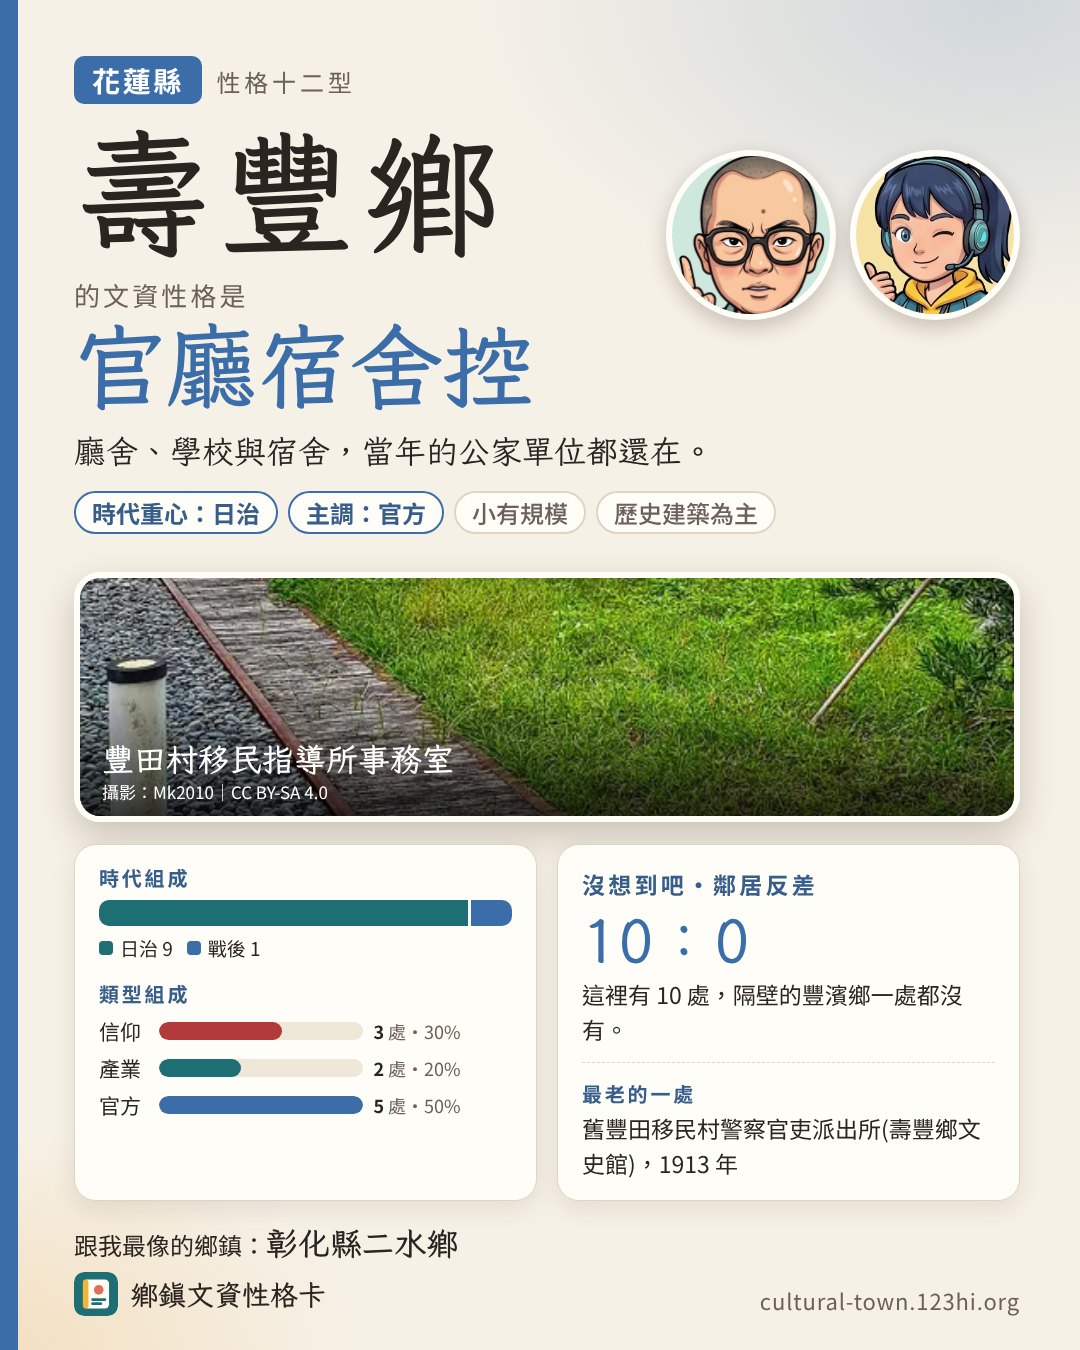 花蓮縣 性格十二型
壽豐鄉
的文資性格是
官廳宿舍控
廳舍、學校與宿舍，當年的公家單位都還在。
時代重心：日治 主調：官方 小有規模 歷史建築為主
豐田村移民指導所事務室
攝影：Mk2010｜CC BY-SA 4.0
時代組成
日治 9 戰後 1
類型組成
信仰 3 處・30%
產業 2 處・20%
官方 5 處・50%
沒想到吧・鄰居反差
10：0
這裡有 10 處，隔壁的豐濱鄉一處都沒
有。
最老的一處
舊豐田移民村警察官吏派出所(壽豐鄉文
史館)，1913 年
跟我最像的鄉鎮：彰化縣二水鄉
鄉鎮文資性格卡
cultural-town.123hi.org